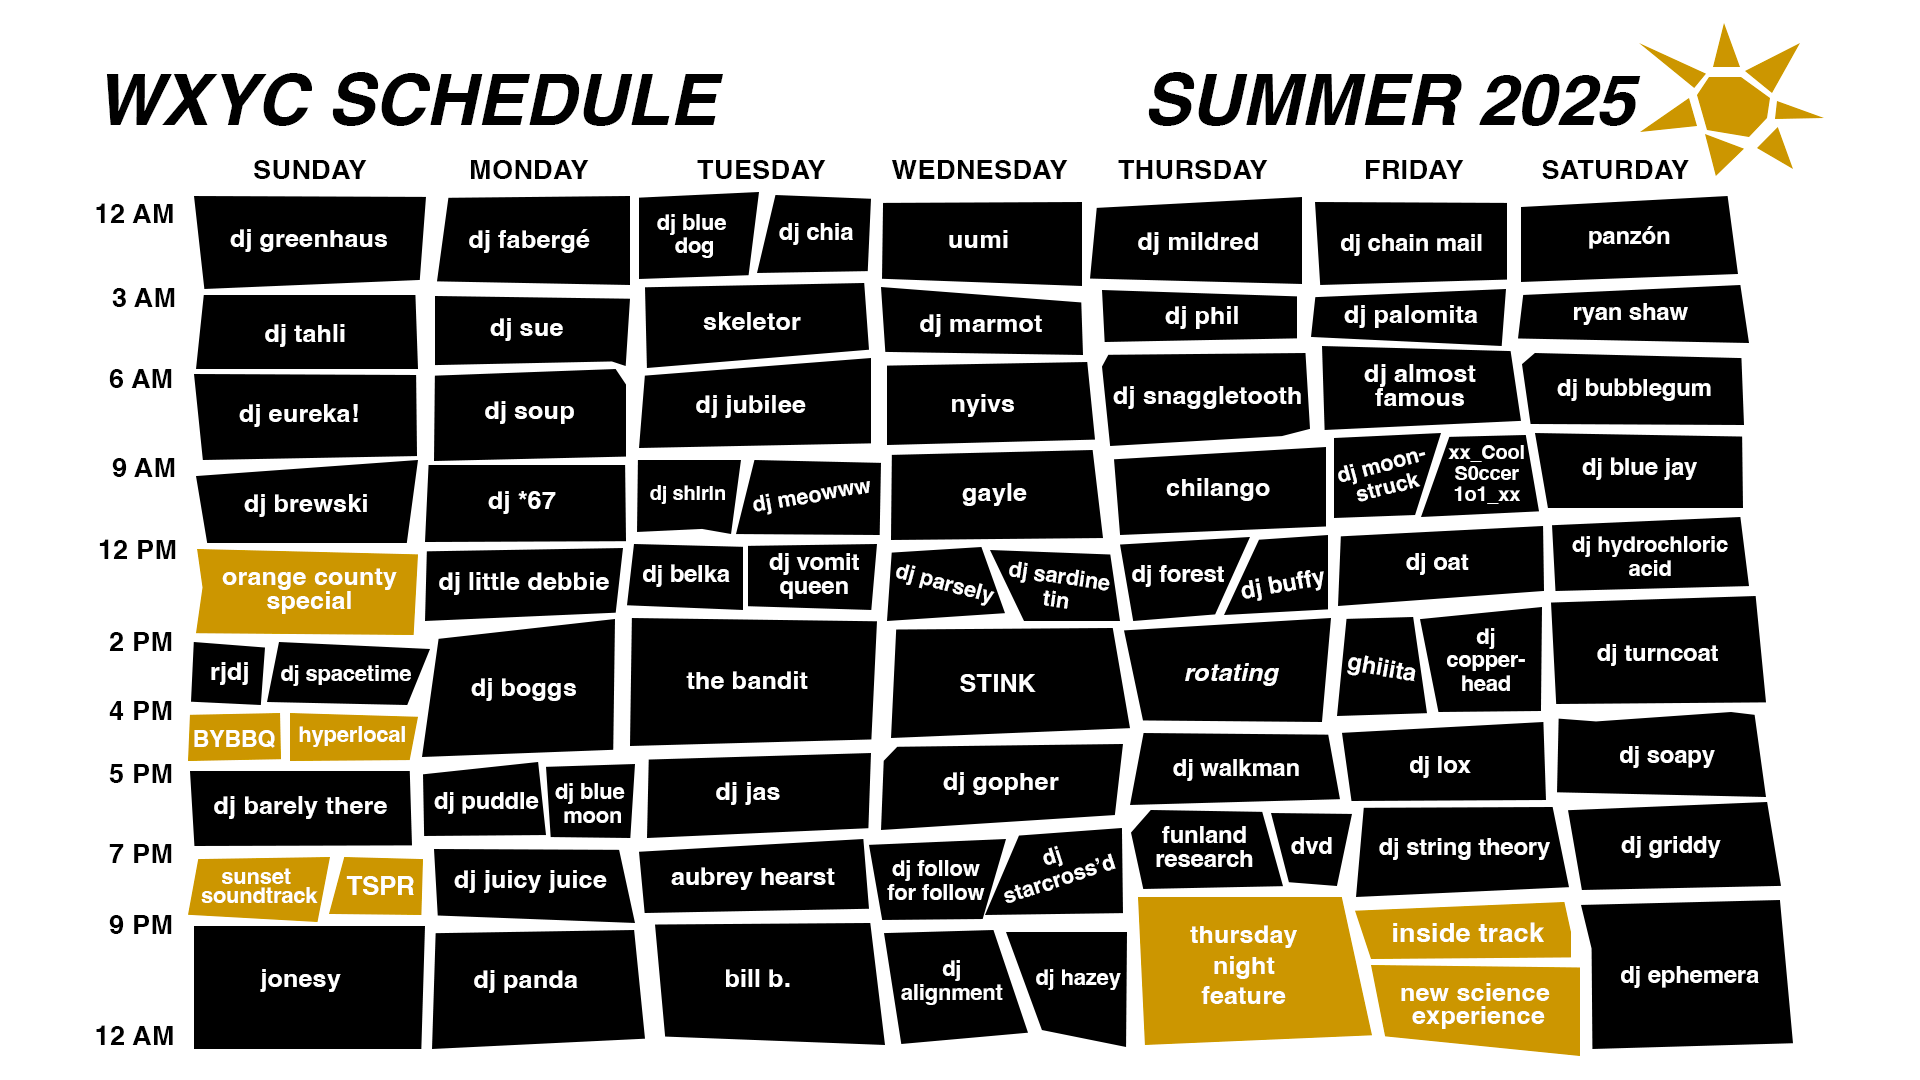 WXYC SCHEDULE
SUMMER 2025
SUNDAY MONDAY TUESDAY WEDNESDAY THURSDAY FRIDAY SATURDAY
12 AM
dj greenhaus
dj fabergé
dj blue
dog
dj chia
uumi
dj mildred
dj chain mail
panzón
3 AM
dj tahli
dj sue
skeletor
dj marmot
dj phil
dj palomita
ryan shaw
6 AM
dj eureka!
dj soup
dj jubilee
nyivs
dj snaggletooth
dj almost
famous
dj bubblegum
9 AM
dj brewski
dj *67
dj shirin
dj meowww
gayle
chilango
dj moon-
struck
xx_Cool
S0ccer
1o1_xx
dj blue jay
12 PM
orange county
special
dj little debbie
dj belka
dj vomit
queen
dj parsely
dj sardine
tin
dj forest
dj buffy
dj oat
dj hydrochloric
acid
2 PM
rjdj
dj spacetime
dj boggs
the bandit
STINK
rotating
ghiiita
dj
copper-
head
dj turncoat
4 PM
BYBBQ
hyperlocal
5 PM
dj barely there
dj puddle
dj blue
moon
dj jas
dj gopher
dj walkman
dj lox
dj soapy
7 PM
sunset
soundtrack
TSPR
dj juicy juice
aubrey hearst
dj follow
for follow
dj
starcross’d
funland
research
dvd
dj string theory
dj griddy
9 PM
jonesy
dj panda
bill b.
dj
alignment
dj hazey
thursday
night
feature
inside track
new science
experience
dj ephemera
12 AM